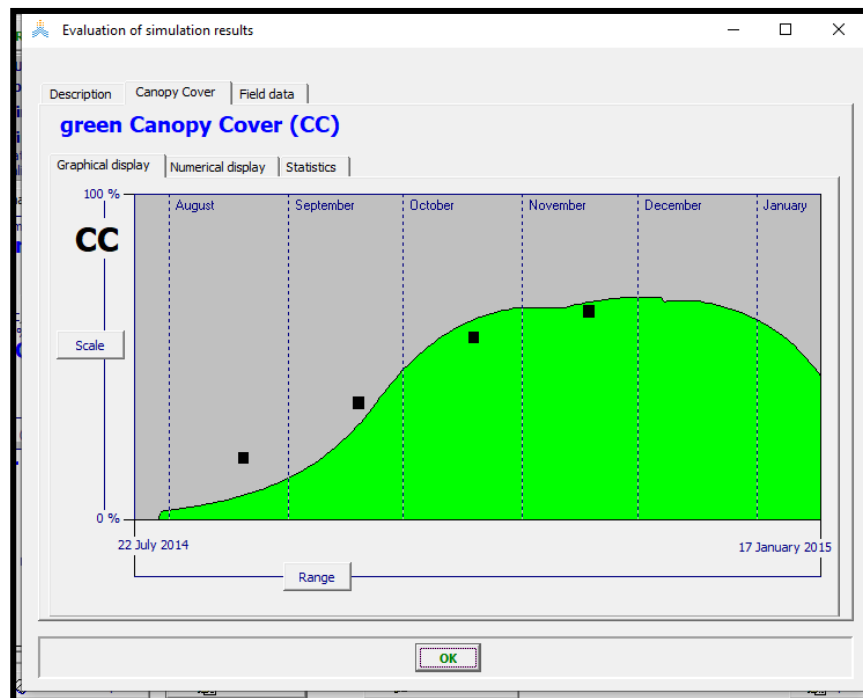 Evaluation of simulation results
Description Canopy Cover Field data
green Canopy Cover (CC)
Graphical display Numerical display Statistics
100 %
August September October November December January
CC
Scale
0 %
22 July 2014 17 January 2015
Range
OK